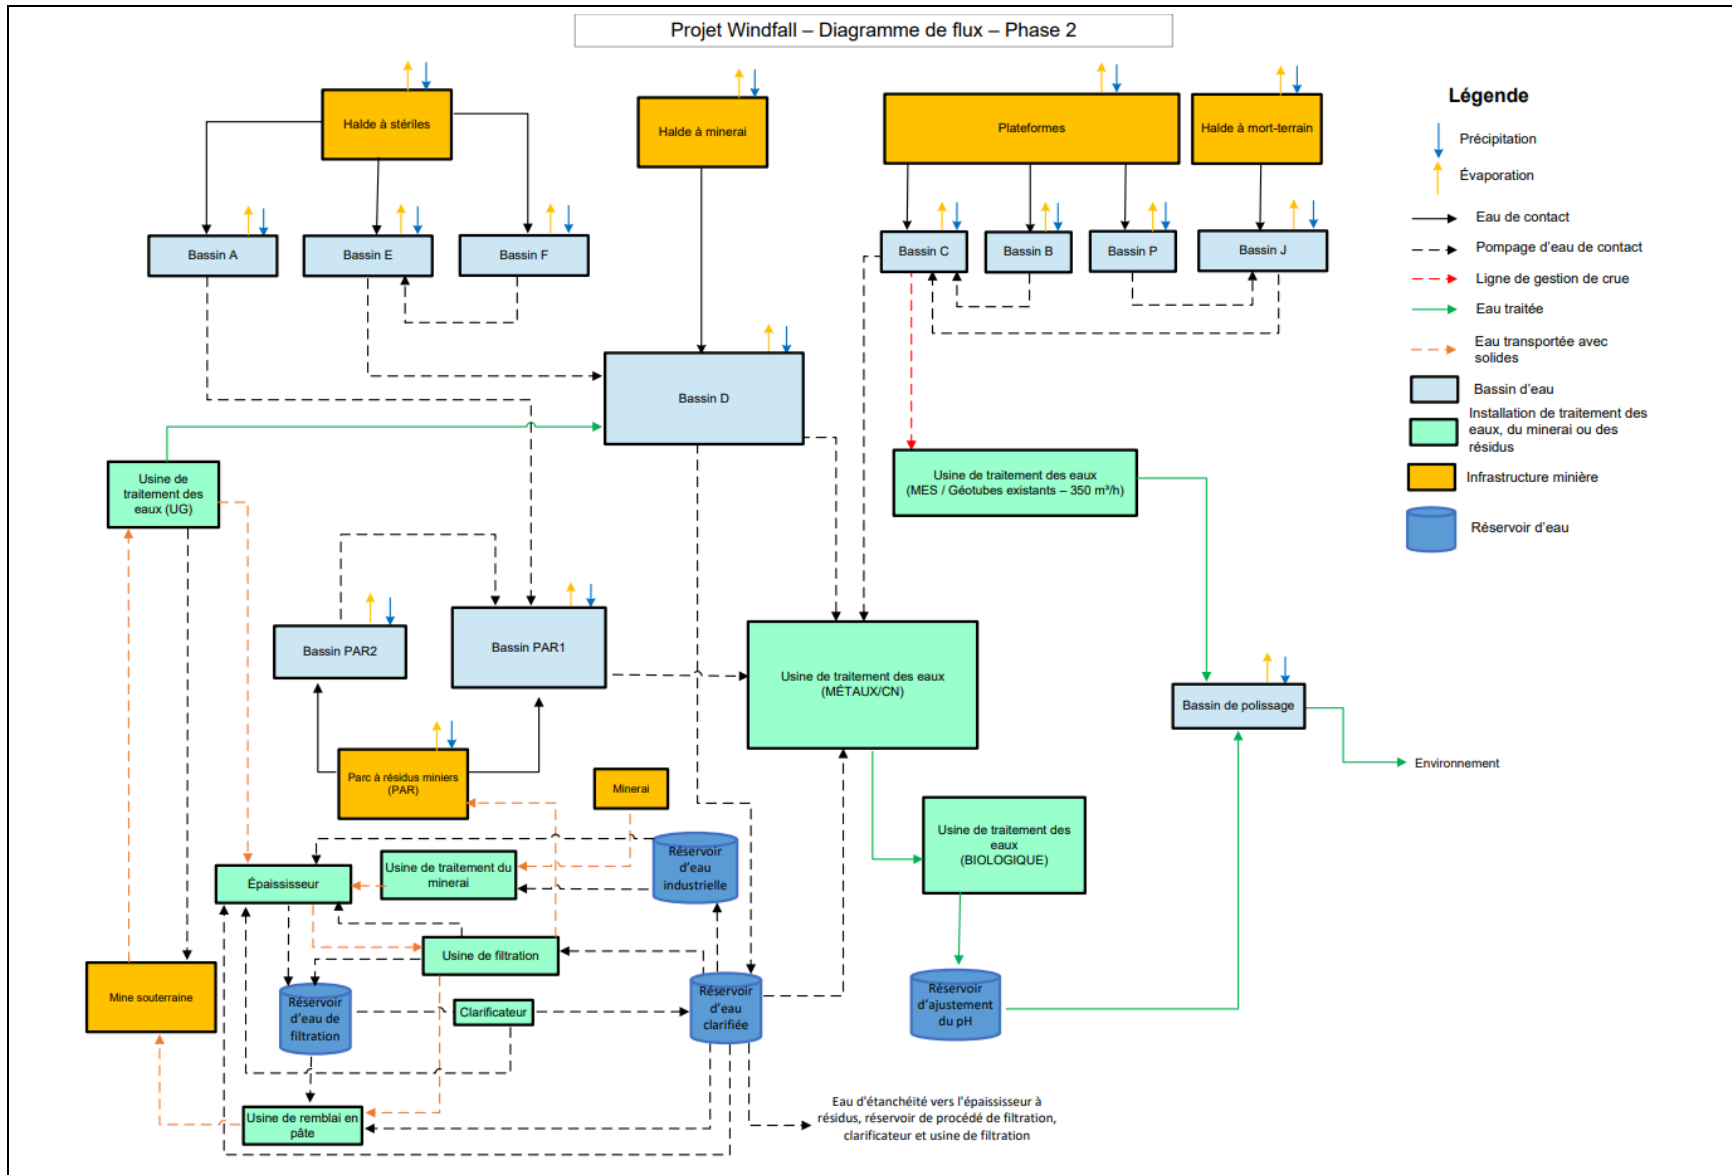 Projet Windfall – Diagramme de flux – Phase 2
Halde à stériles
Halde à minerai
Plateformes
Halde à mort-terrain
Légende
Précipitation
Évaporation
Eau de contact
Pompage d'eau de contact
Ligne de gestion de crue
Eau traitée
Eau transportée avec
solides
Bassin d'eau
Installation de traitement des
eaux, du minerai ou des
résidus
Infrastructure minière
Réservoir d'eau
Bassin A
Bassin E
Bassin F
Bassin C
Bassin B
Bassin P
Bassin J
Bassin D
Usine de
traitement des
eaux (UG)
Usine de traitement des eaux
(MES / Géotubes existants – 350 m³/h)
Bassin PAR2
Bassin PAR1
Usine de traitement des eaux
(MÉTAUX/CN)
Bassin de polissage
Environnement
Parc à résidus miniers
(PAR)
Minerai
Usine de traitement des
eaux
(BIOLOGIQUE)
Épaississeur
Usine de traitement du
minerai
Réservoir
d'eau
industrielle
Usine de filtration
Mine souterraine
Réservoir
d'eau de
filtration
Clarificateur
Réservoir
d'eau
clarifiée
Réservoir
d'ajustement
du pH
Usine de remblai en
pâte
Eau d'étanchéité vers l'épaississeur à
résidus, réservoir de procédé de filtration,
clarificateur et usine de filtration